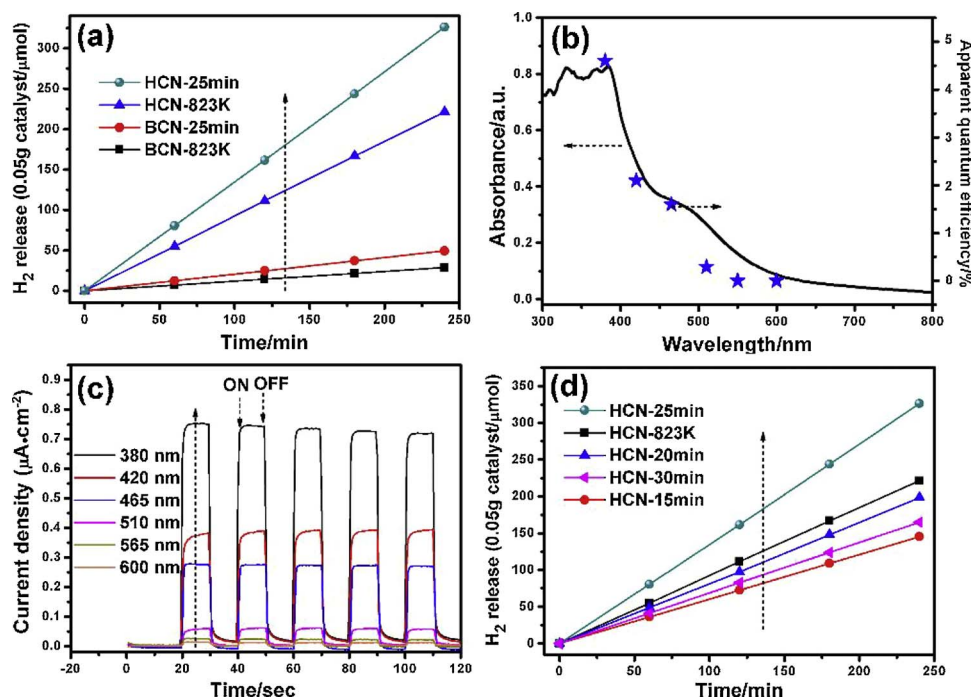 (a)
HCN-25min
HCN-823K
BCN-25min
BCN-823K
H2 release (0.05g catalyst/μmol)
0
50
100
150
200
250
300
0 50 100 150 200 250
Time/min
(b)
Absorbance/a.u.
0.0
0.2
0.4
0.6
0.8
1.0
Apparent quantum efficiency/%
5
4
3
2
1
0
300 400 500 600 700 800
Wavelength/nm
(c)
ON OFF
380 nm
420 nm
465 nm
510 nm
565 nm
600 nm
Current density (μA·cm-2)
0.9
0.8
0.7
0.6
0.5
0.4
0.3
0.2
0.1
0.0
-20 0 20 40 60 80 100 120
Time/sec
(d)
HCN-25min
HCN-823K
HCN-20min
HCN-30min
HCN-15min
H2 release (0.05g catalyst/μmol)
350
300
250
200
150
100
50
0
0 50 100 150 200 250
Time/min